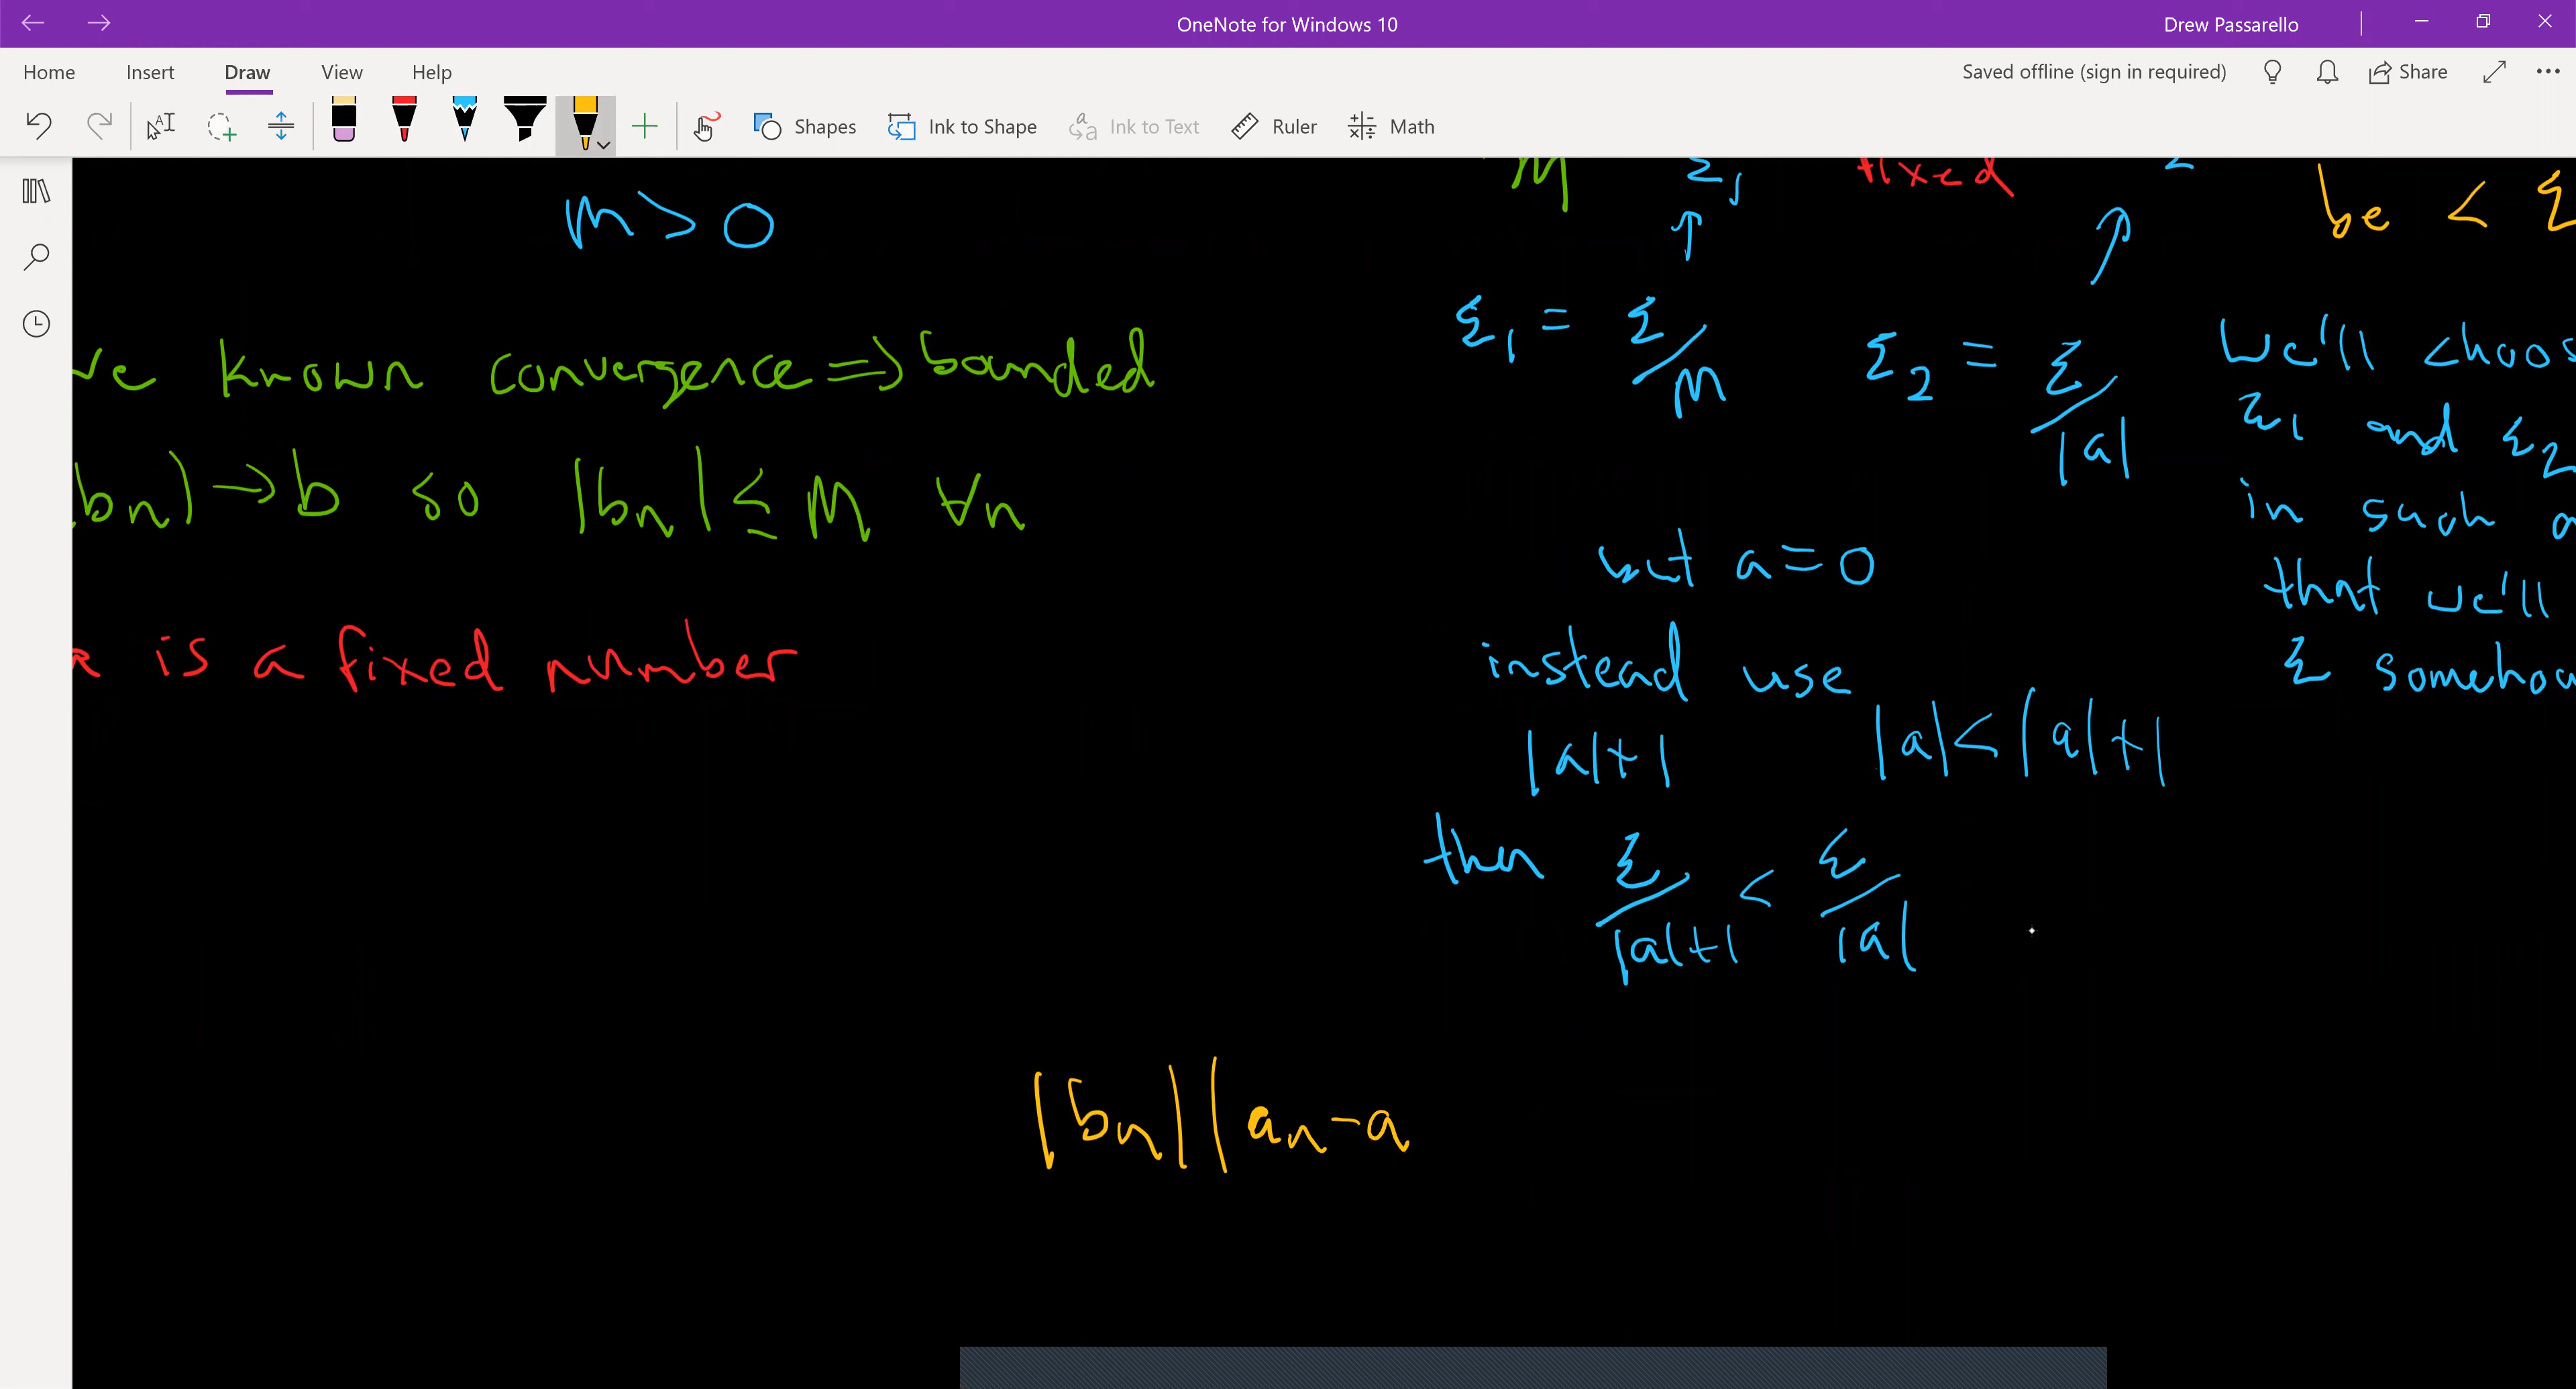 OneNote for Windows 10
Drew Passarello
Home Insert Draw View Help
Saved offline (sign in required) Share
Shapes Ink to Shape Ink to Text Ruler Math
M ε₁ fixed
be < ε
M > 0
ε₁ = ε/M
ε₂ = ε/|a|
known convergence ⇒ bounded
bn) → b so |bn| ≤ M ∀n
is a fixed number
We'll choos
ε₁ and ε₂
in such a
that we'll
ε somehow
but a = 0
instead use
|a|+1 |a| < |a|+1
then ε/|a|+1 < ε/|a|
|bn| |an - a